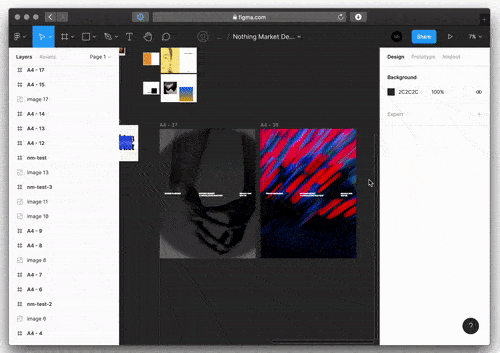 figma.com
/ Nothing Market De...
Share
7%
Layers
Assets
Page 1
Design
Prototype
Inspect
A4 - 17
A4 - 15
image 17
A4 - 14
A4 - 13
A4 - 12
nm-test
image 13
nm-test-3
image 11
image 10
A4 - 9
A4 - 8
image 8
A4 - 7
A4 - 6
nm-test-2
image 6
A4 - 4
A4 - 37
A4 - 38
Background
2C2C2C
100%
Export
?